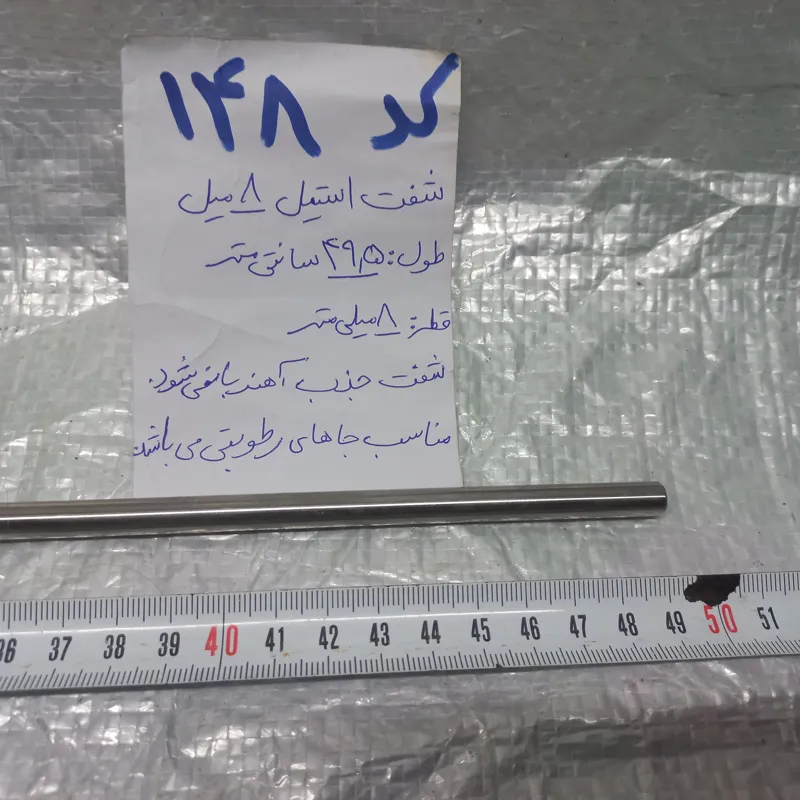 کد ۱۴۸
شفت استیل ۸ میل
طول: ۴۹٫۵ سانتی متر
قطر: ۸ میلی متر
شفت جذب آهنربا نمی شود.
مناسب جاهای رطوبتی می باشد.
36 37 38 39 40 41 42 43 44 45 46 47 48 49 50 51